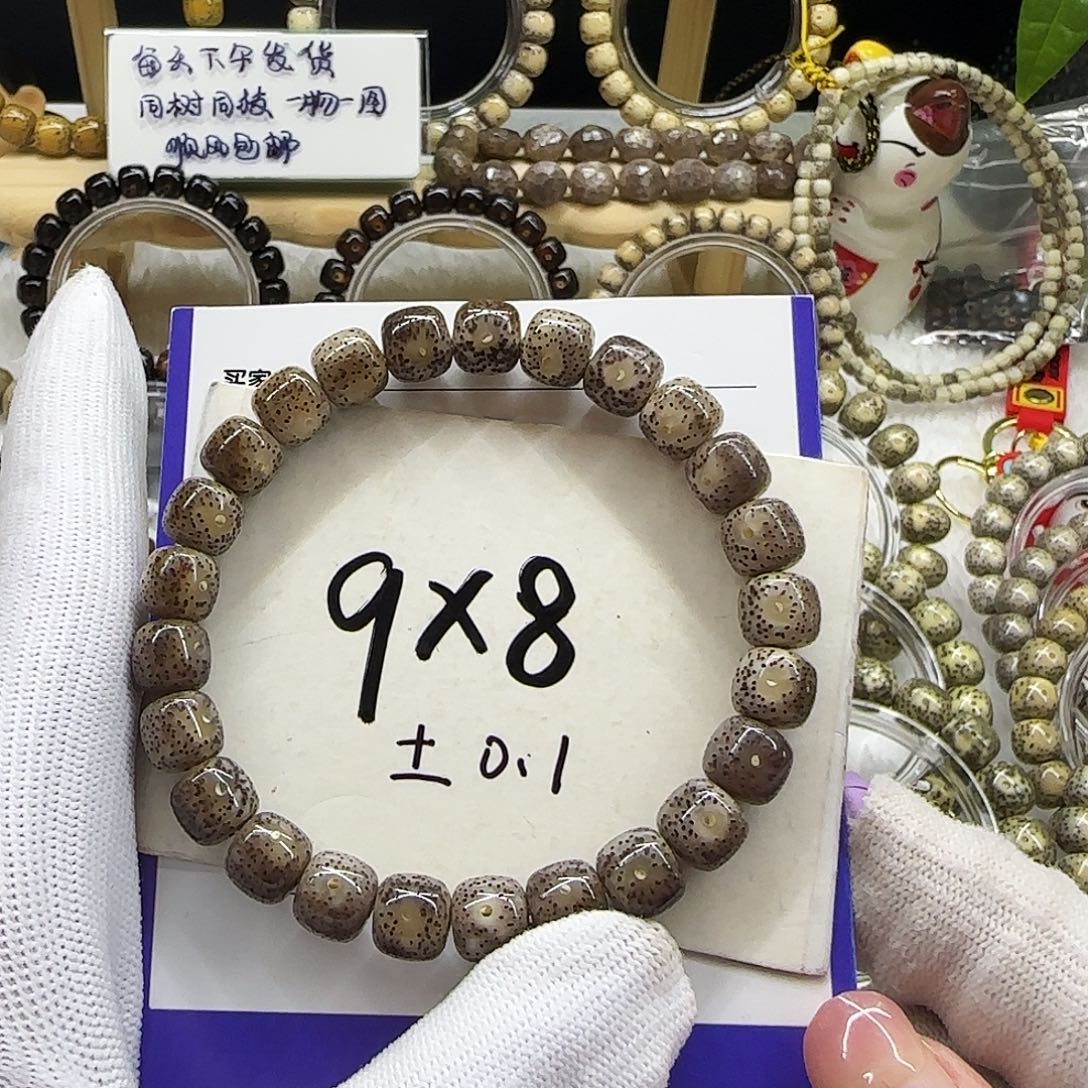 每天下午发货
同树同拔 一物一图
顺风包邮
买家
9×8
± 0.1